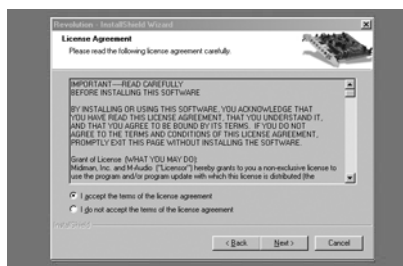 Revolution - InstallShield Wizard
License Agreement
Please read the following license agreement carefully.
IMPORTANT----READ CAREFULLY
BEFORE INSTALLING THIS SOFTWARE
BY INSTALLING OR USING THIS SOFTWARE, YOU ACKNOWLEDGE THAT
YOU HAVE READ THIS LICENSE AGREEMENT, THAT YOU UNDERSTAND IT,
AND THAT YOU AGREE TO BE BOUND BY ITS TERMS. IF YOU DO NOT
AGREE TO THE TERMS AND CONDITIONS OF THIS LICENSE AGREEMENT,
PROMPTLY EXIT THIS PAGE WITHOUT INSTALLING THE SOFTWARE.
Grant of License (WHAT YOU MAY DO):
Midiman, Inc. and M-Audio ("Licensor") hereby grants to you a non-exclusive license to
use the program and/or program update with which this license is distributed (the
I accept the terms of the license agreement
I do not accept the terms of the license agreement
InstallShield
< Back
Next >
Cancel